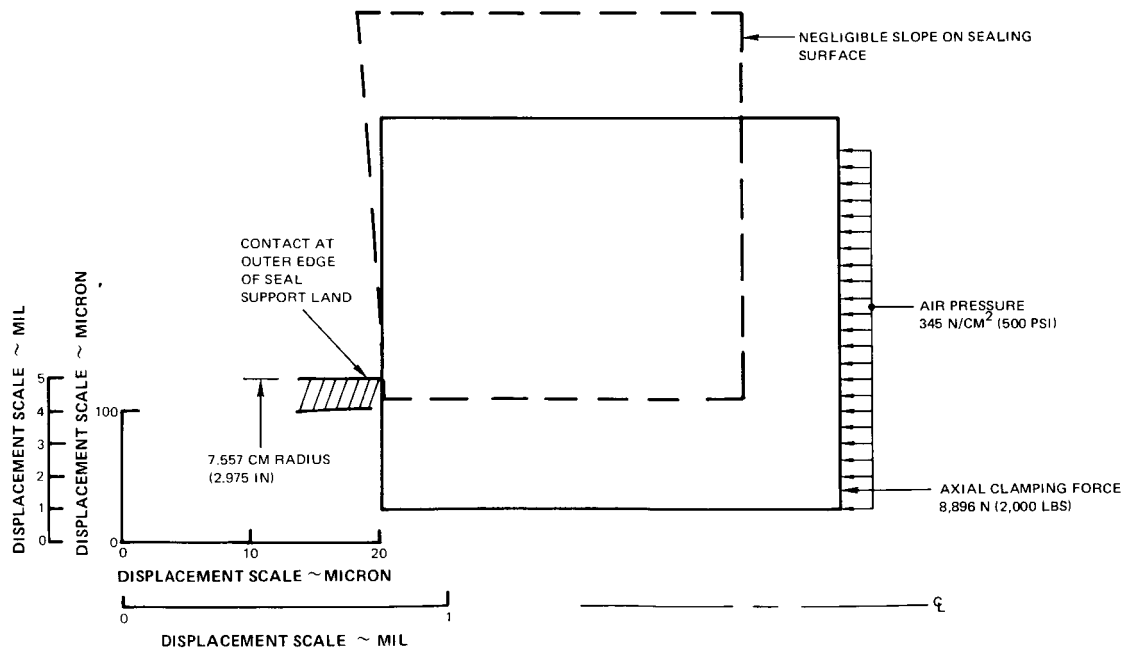 NEGLIGIBLE SLOPE ON SEALING
SURFACE
CONTACT AT
OUTER EDGE
OF SEAL
SUPPORT LAND
AIR PRESSURE
345 N/CM² (500 PSI)
DISPLACEMENT SCALE ~ MIL
DISPLACEMENT SCALE ~ MICRON
5
4
3
2
1
0
100
0
7.557 CM RADIUS
(2.975 IN)
AXIAL CLAMPING FORCE
8,896 N (2,000 LBS)
0
10
20
DISPLACEMENT SCALE ~ MICRON
0
1
DISPLACEMENT SCALE ~ MIL
℄